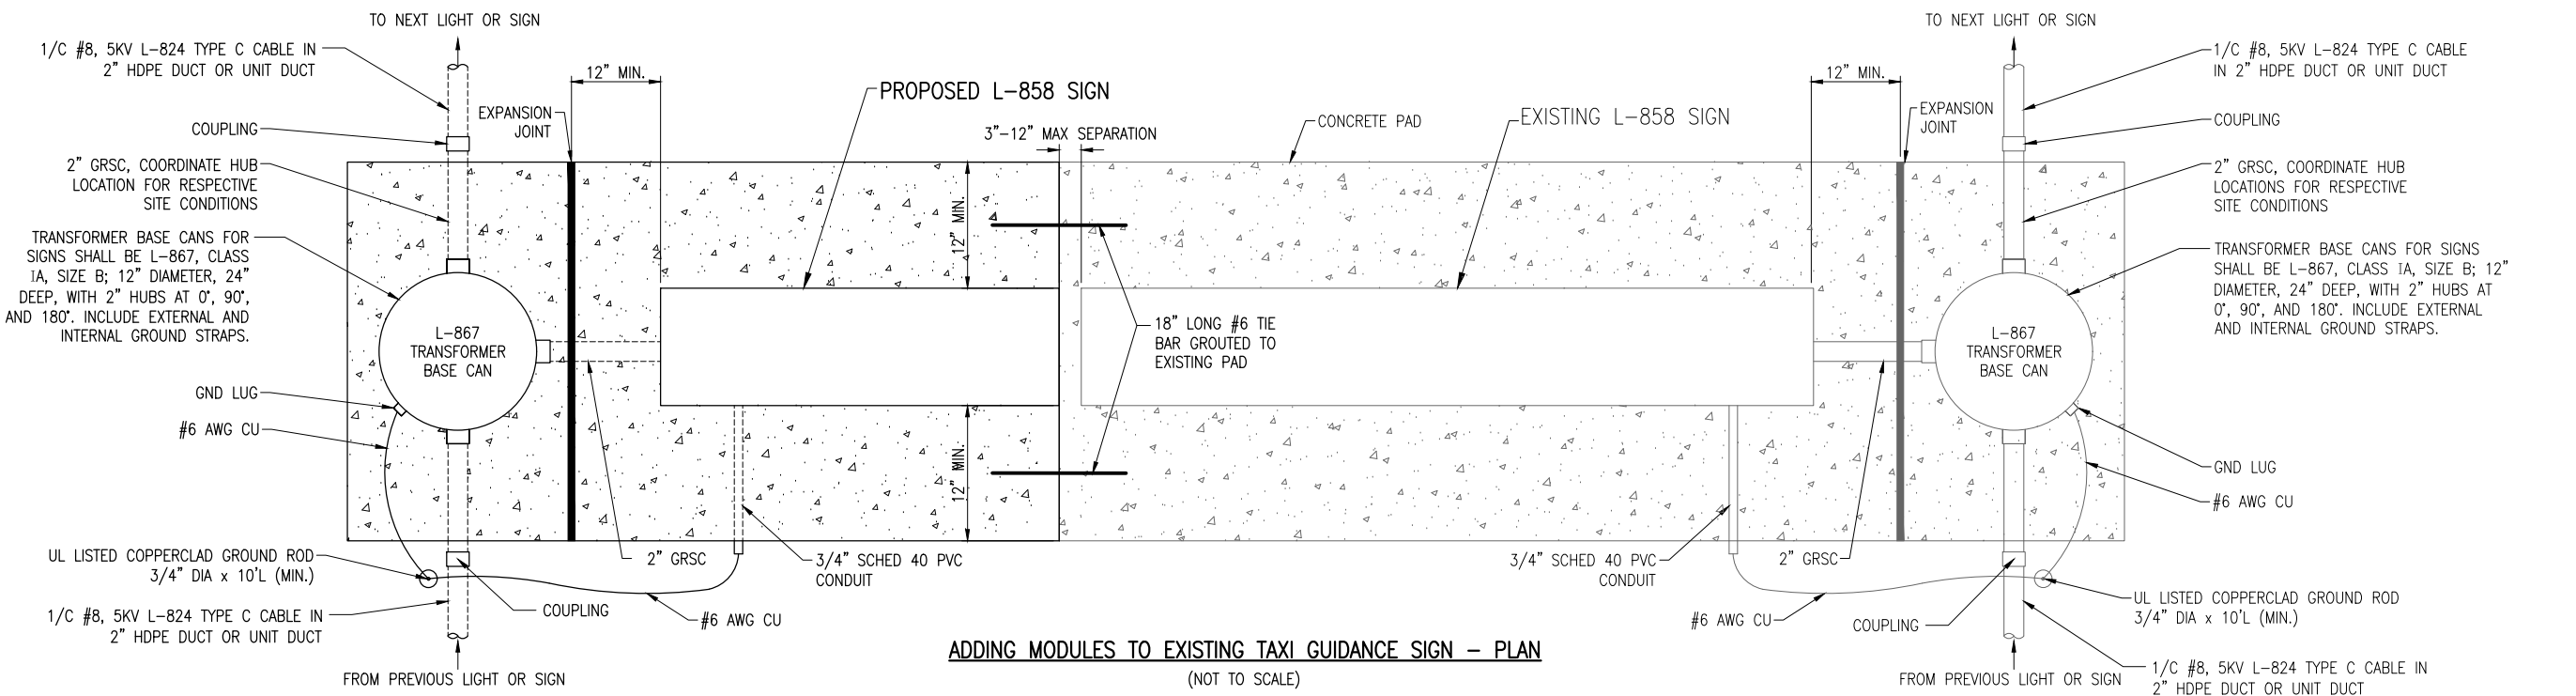 TO NEXT LIGHT OR SIGN
1/C #8, 5KV L-824 TYPE C CABLE IN
2" HDPE DUCT OR UNIT DUCT
COUPLING
2" GRSC, COORDINATE HUB
LOCATION FOR RESPECTIVE
SITE CONDITIONS
TRANSFORMER BASE CANS FOR
SIGNS SHALL BE L-867, CLASS
IA, SIZE B; 12" DIAMETER, 24"
DEEP, WITH 2" HUBS AT 0°, 90°,
AND 180°. INCLUDE EXTERNAL AND
INTERNAL GROUND STRAPS.
GND LUG
#6 AWG CU
UL LISTED COPPERCLAD GROUND ROD
3/4" DIA x 10'L (MIN.)
1/C #8, 5KV L-824 TYPE C CABLE IN
2" HDPE DUCT OR UNIT DUCT
FROM PREVIOUS LIGHT OR SIGN
L-867
TRANSFORMER
BASE CAN
EXPANSION
JOINT
12" MIN.
PROPOSED L-858 SIGN
3"-12" MAX SEPARATION
12" MIN.
12" MIN.
18" LONG #6 TIE
BAR GROUTED TO
EXISTING PAD
2" GRSC
3/4" SCHED 40 PVC
CONDUIT
COUPLING
#6 AWG CU
CONCRETE PAD
EXISTING L-858 SIGN
12" MIN.
EXPANSION
JOINT
3/4" SCHED 40 PVC
CONDUIT
2" GRSC
#6 AWG CU
COUPLING
L-867
TRANSFORMER
BASE CAN
TO NEXT LIGHT OR SIGN
1/C #8, 5KV L-824 TYPE C CABLE
IN 2" HDPE DUCT OR UNIT DUCT
COUPLING
2" GRSC, COORDINATE HUB
LOCATIONS FOR RESPECTIVE
SITE CONDITIONS
TRANSFORMER BASE CANS FOR SIGNS
SHALL BE L-867, CLASS IA, SIZE B; 12"
DIAMETER, 24" DEEP, WITH 2" HUBS AT
0°, 90°, AND 180°. INCLUDE EXTERNAL
AND INTERNAL GROUND STRAPS.
GND LUG
#6 AWG CU
UL LISTED COPPERCLAD GROUND ROD
3/4" DIA x 10'L (MIN.)
1/C #8, 5KV L-824 TYPE C CABLE IN
2" HDPE DUCT OR UNIT DUCT
FROM PREVIOUS LIGHT OR SIGN
ADDING MODULES TO EXISTING TAXI GUIDANCE SIGN - PLAN
(NOT TO SCALE)